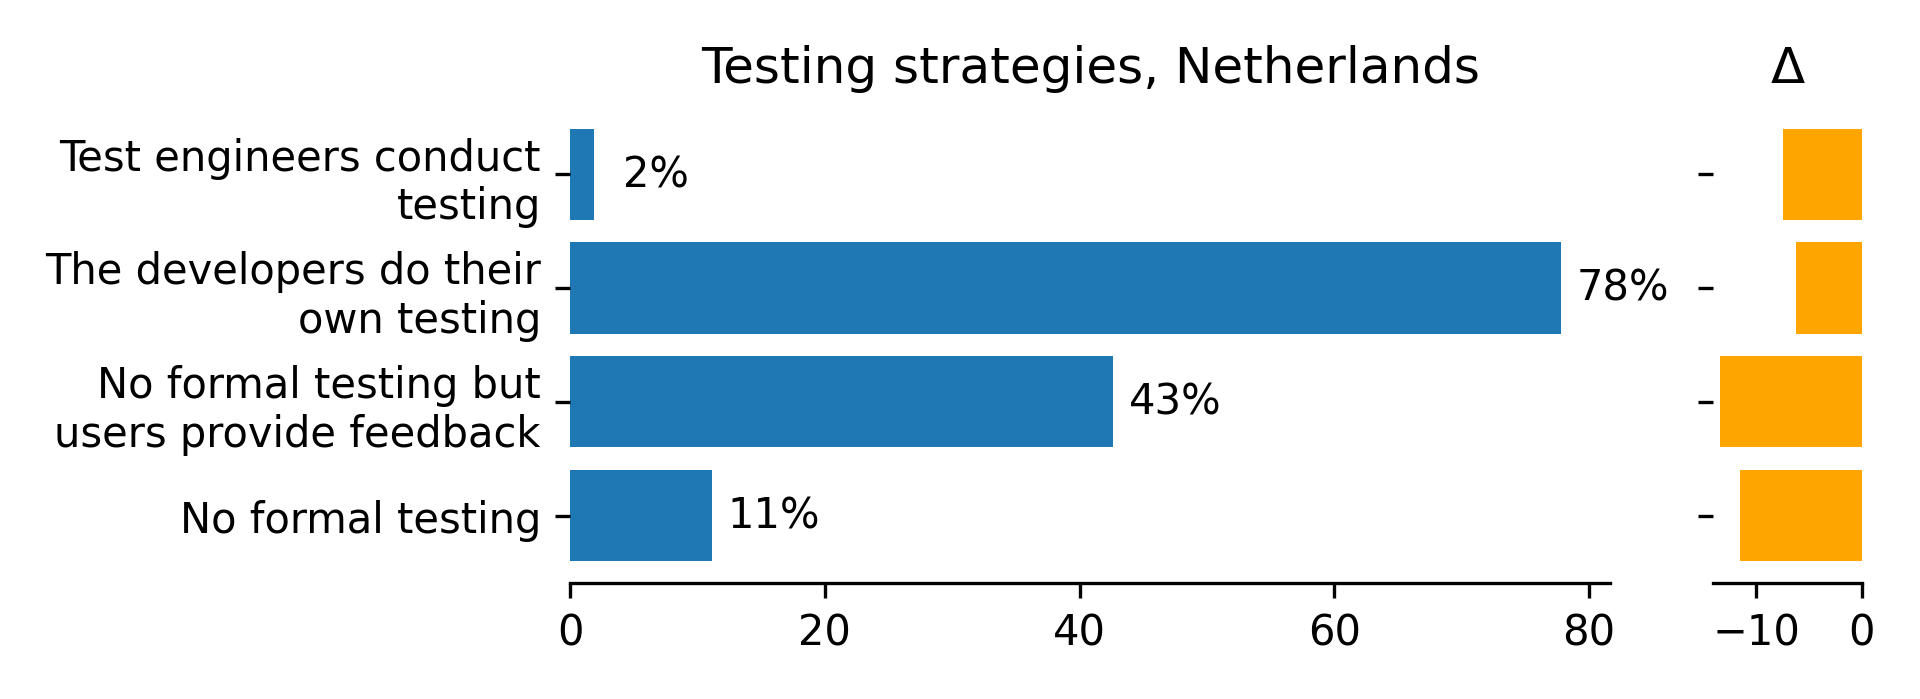 Testing strategies, Netherlands
Δ
Test engineers conduct
testing
2%
The developers do their
own testing
78%
No formal testing but
users provide feedback
43%
No formal testing
11%
0 20 40 60 80
−10 0